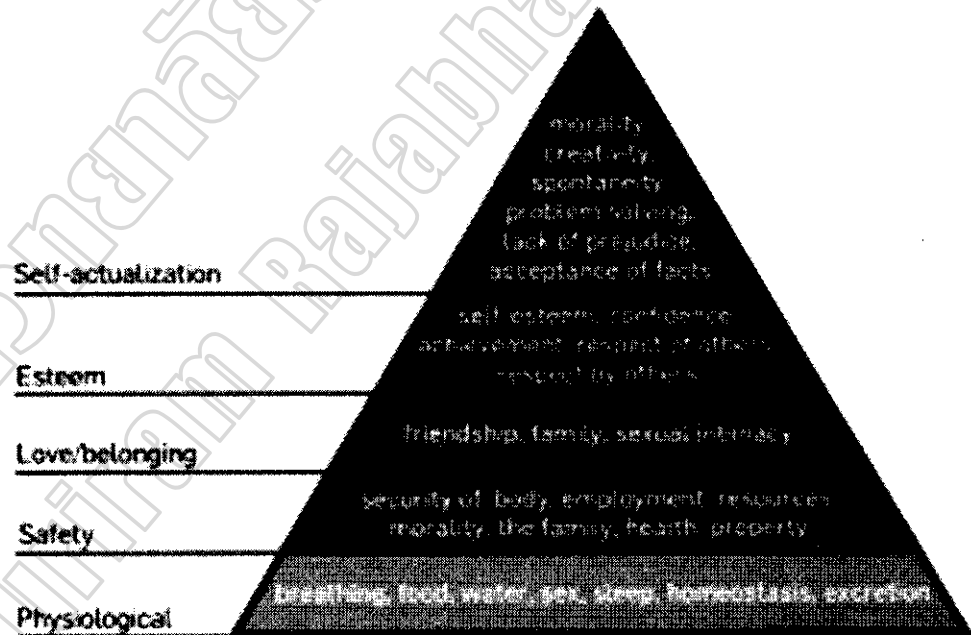 morality,
creativity,
spontaneity,
problem solving,
lack of prejudice,
acceptance of facts
Self-actualization
self-esteem, confidence,
achievement, respect of others,
respect by others
Esteem
friendship, family, sexual intimacy
Love/belonging
security of body, employment, resources,
morality, the family, health, property
Safety
breathing, food, water, sex, sleep, homeostasis, excretion
Physiological
Rajabha